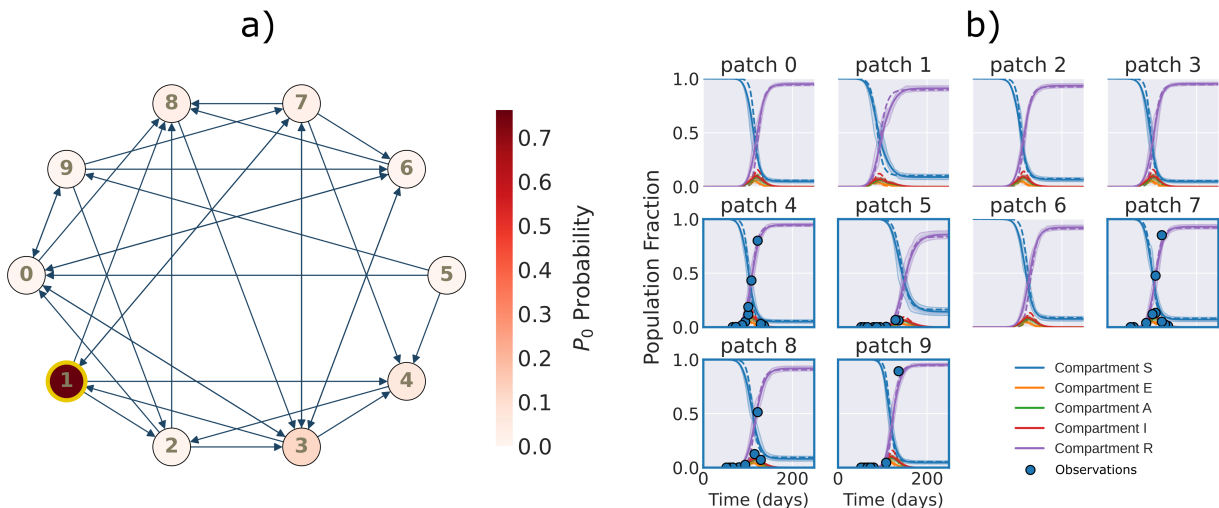 a)
8
7
9
6
0
5
1
4
2
3
0.7
0.6
0.5
0.4
0.3
0.2
0.1
0.0
P₀ Probability
b)
patch 0 patch 1 patch 2 patch 3
1.0
0.5
0.0
patch 4 patch 5 patch 6 patch 7
1.0
0.5
0.0
patch 8 patch 9
1.0
0.5
0.0
0 200 0 200
Time (days) Time (days)
Population Fraction
Compartment S
Compartment E
Compartment A
Compartment I
Compartment R
Observations